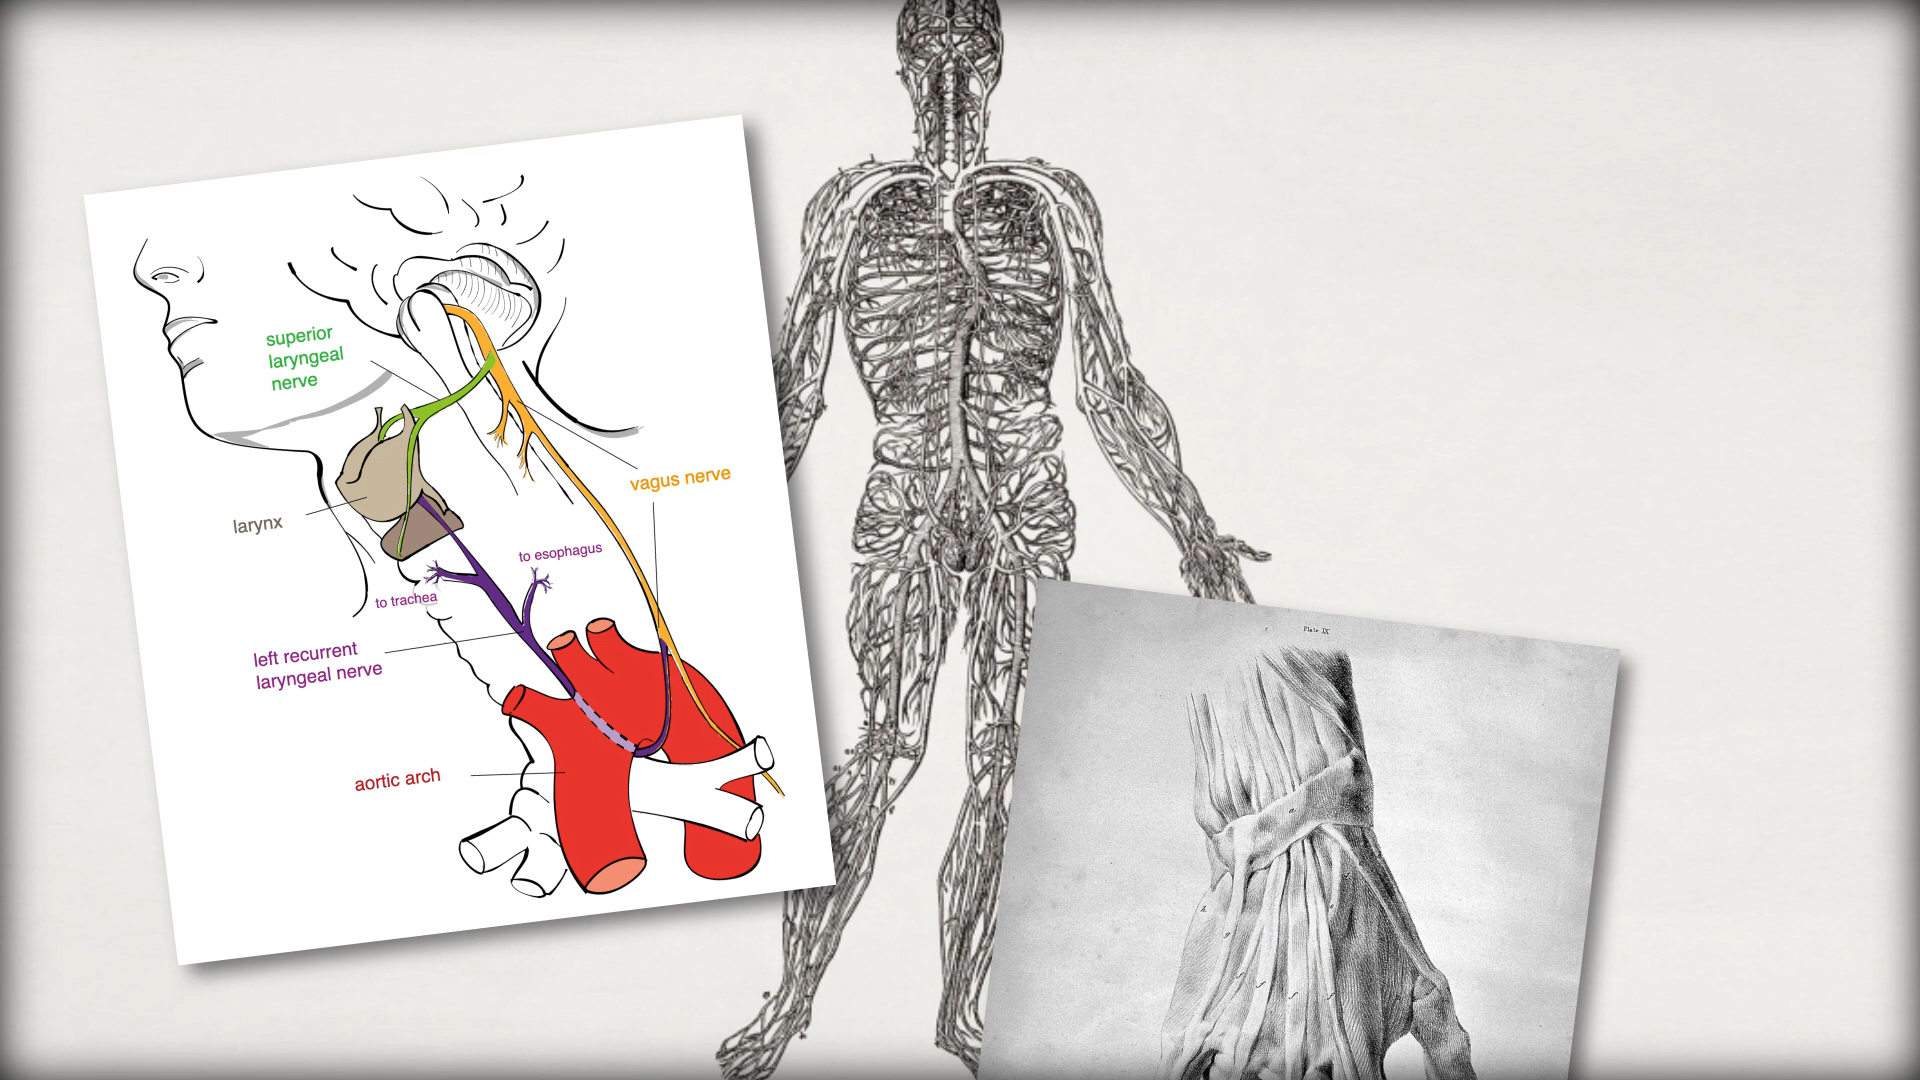 superior
laryngeal
nerve
vagus nerve
larynx
to esophagus
to trachea
left recurrent
laryngeal nerve
aortic arch
Plate IX